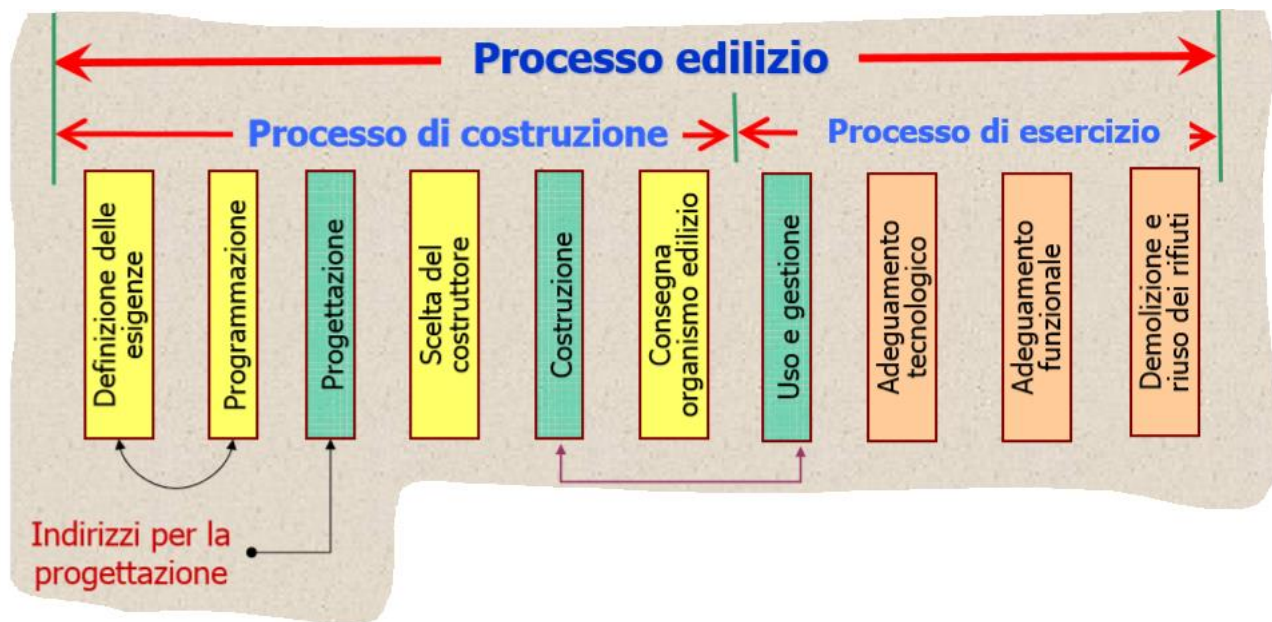 Processo edilizio
Processo di costruzione
Processo di esercizio
Definizione delle
esigenze
Programmazione
Progettazione
Scelta del
costruttore
Costruzione
Consegna
organismo edilizio
Uso e gestione
Adeguamento
tecnologico
Adeguamento
funzionale
Demolizione e
riuso dei rifiuti
Indirizzi per la
progettazione